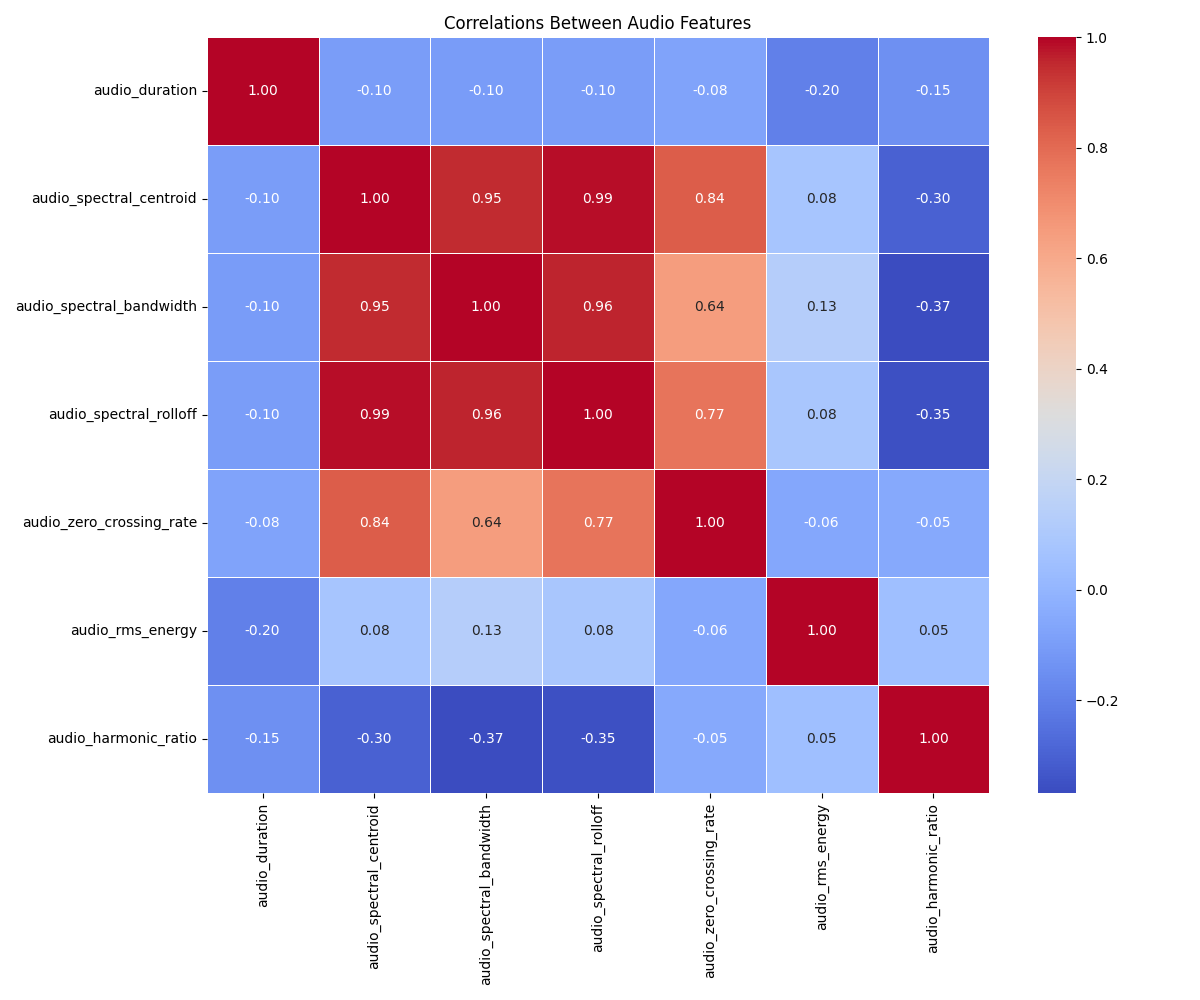 Correlations Between Audio Features
audio_duration 1.00 -0.10 -0.10 -0.10 -0.08 -0.20 -0.15
audio_spectral_centroid -0.10 1.00 0.95 0.99 0.84 0.08 -0.30
audio_spectral_bandwidth -0.10 0.95 1.00 0.96 0.64 0.13 -0.37
audio_spectral_rolloff -0.10 0.99 0.96 1.00 0.77 0.08 -0.35
audio_zero_crossing_rate -0.08 0.84 0.64 0.77 1.00 -0.06 -0.05
audio_rms_energy -0.20 0.08 0.13 0.08 -0.06 1.00 0.05
audio_harmonic_ratio -0.15 -0.30 -0.37 -0.35 -0.05 0.05 1.00
audio_duration
audio_spectral_centroid
audio_spectral_bandwidth
audio_spectral_rolloff
audio_zero_crossing_rate
audio_rms_energy
audio_harmonic_ratio
1.0
0.8
0.6
0.4
0.2
0.0
−0.2